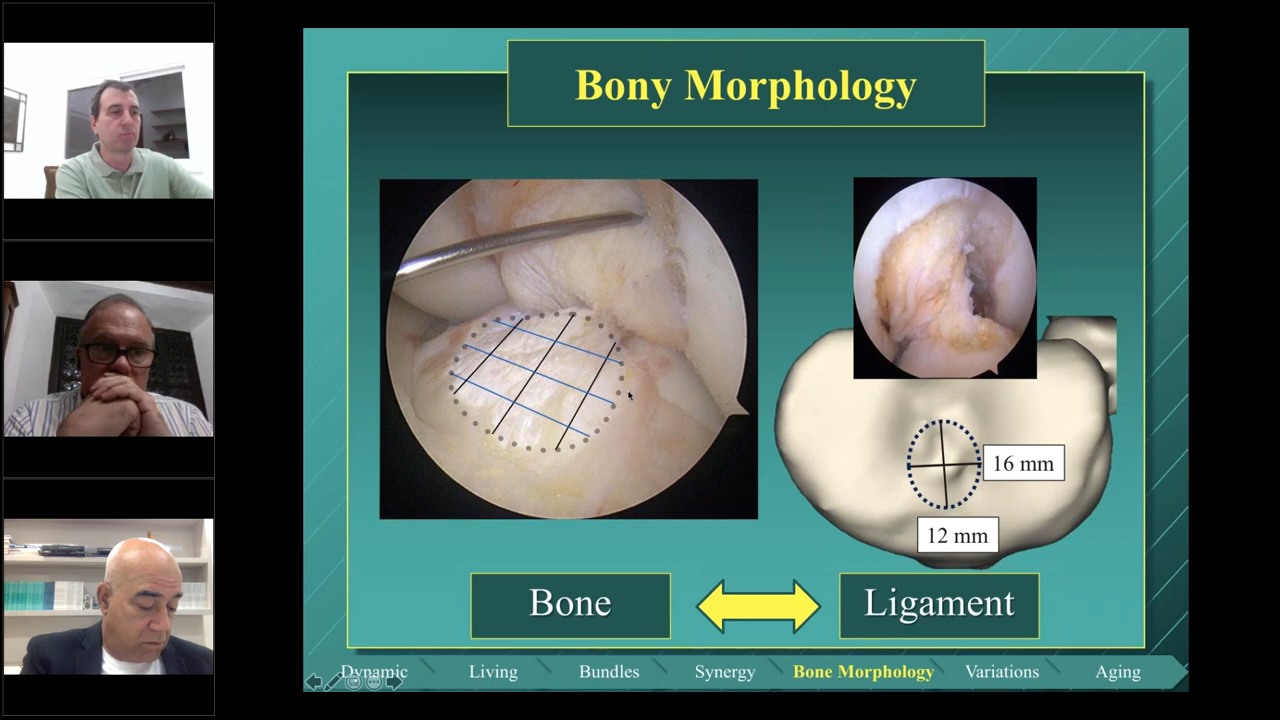 Bony Morphology
16 mm
12 mm
Bone
Ligament
Dynamic
Living
Bundles
Synergy
Bone Morphology
Variations
Aging